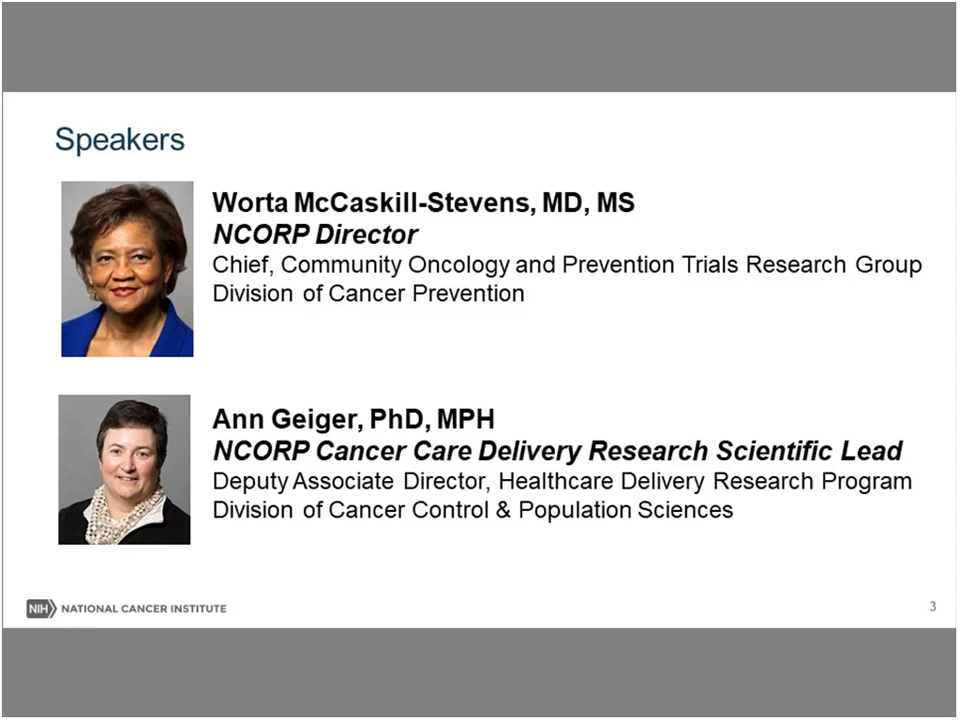 Speakers
Worta McCaskill-Stevens, MD, MS
NCORP Director
Chief, Community Oncology and Prevention Trials Research Group
Division of Cancer Prevention
Ann Geiger, PhD, MPH
NCORP Cancer Care Delivery Research Scientific Lead
Deputy Associate Director, Healthcare Delivery Research Program
Division of Cancer Control & Population Sciences
NIH NATIONAL CANCER INSTITUTE
3